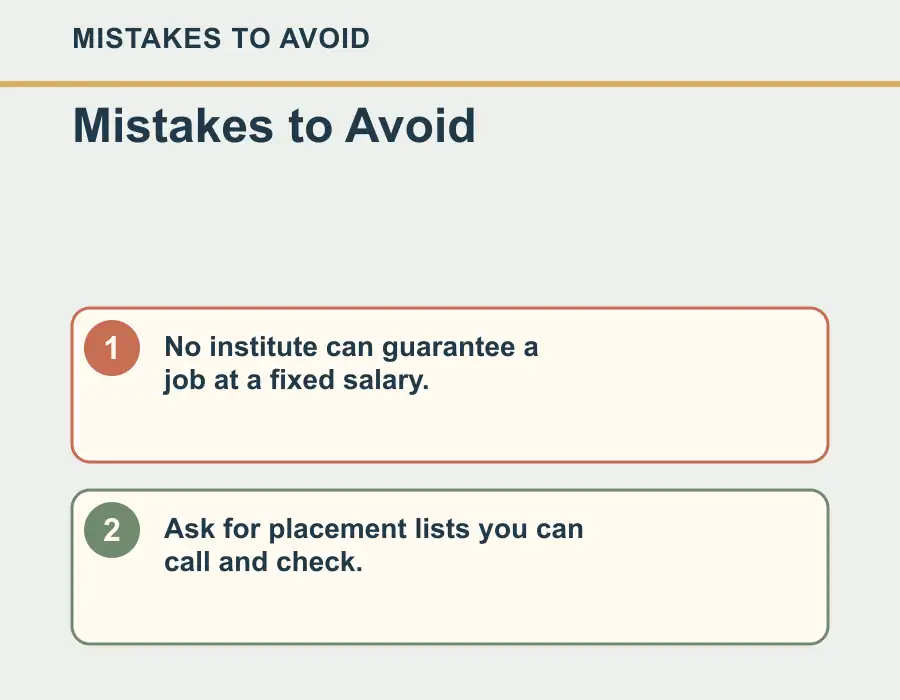 MISTAKES TO AVOID
Mistakes to Avoid
1
No institute can guarantee a
job at a fixed salary.
2
Ask for placement lists you can
call and check.